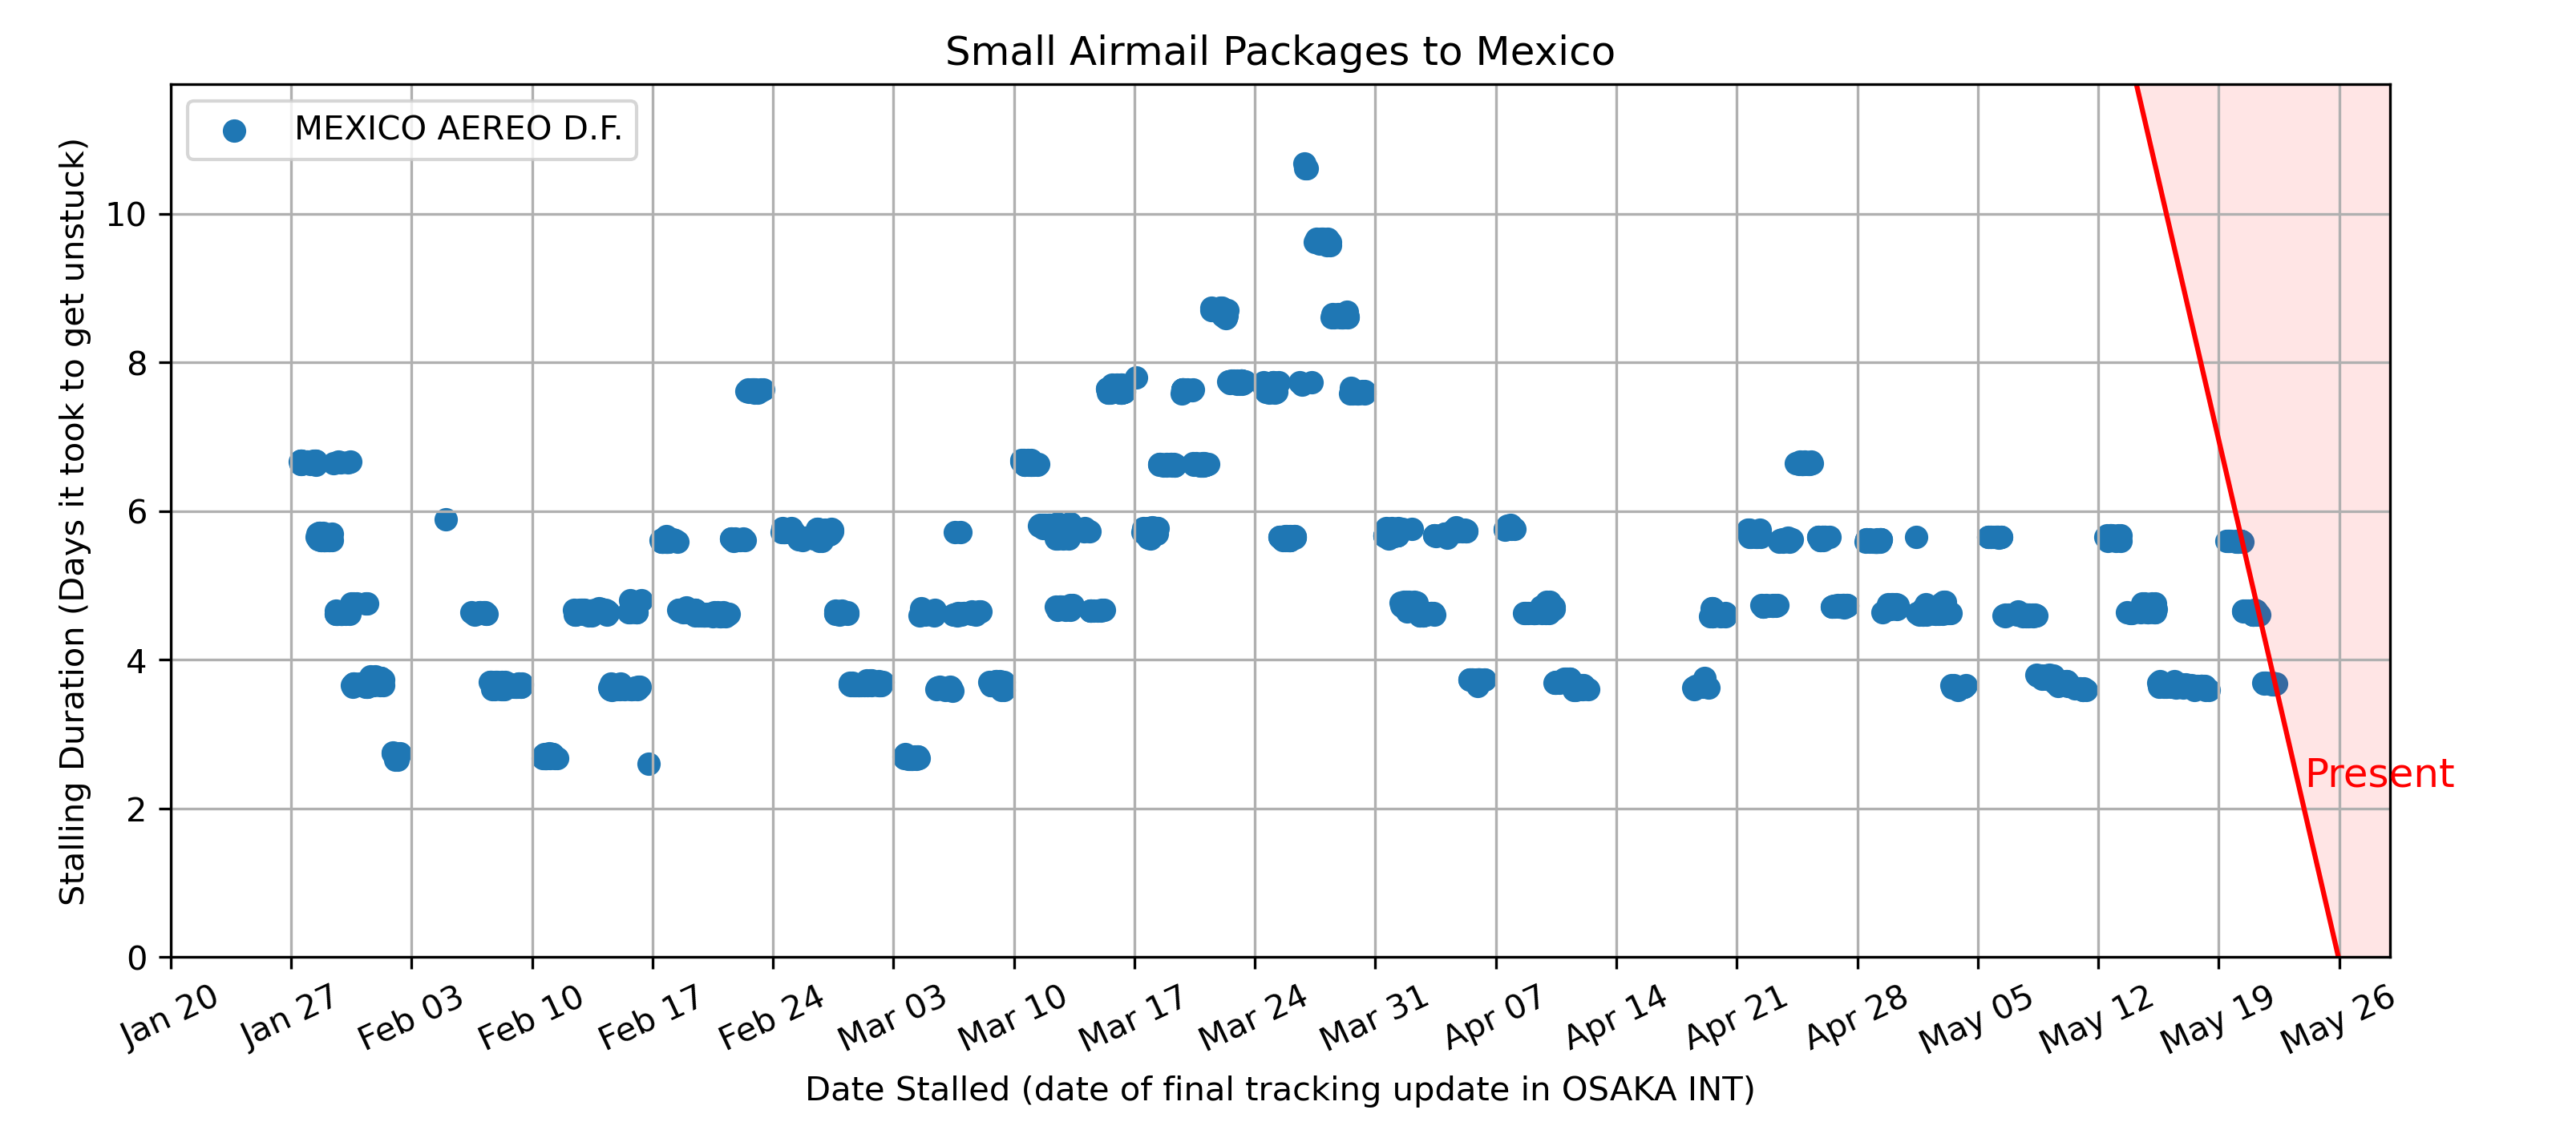 Small Airmail Packages to Mexico
MEXICO AEREO D.F.
Stalling Duration (Days it took to get unstuck)
10
8
6
4
2
0
Present
Jan 20
Jan 27
Feb 03
Feb 10
Feb 17
Feb 24
Mar 03
Mar 10
Mar 17
Mar 24
Mar 31
Apr 07
Apr 14
Apr 21
Apr 28
May 05
May 12
May 19
May 26
Date Stalled (date of final tracking update in OSAKA INT)